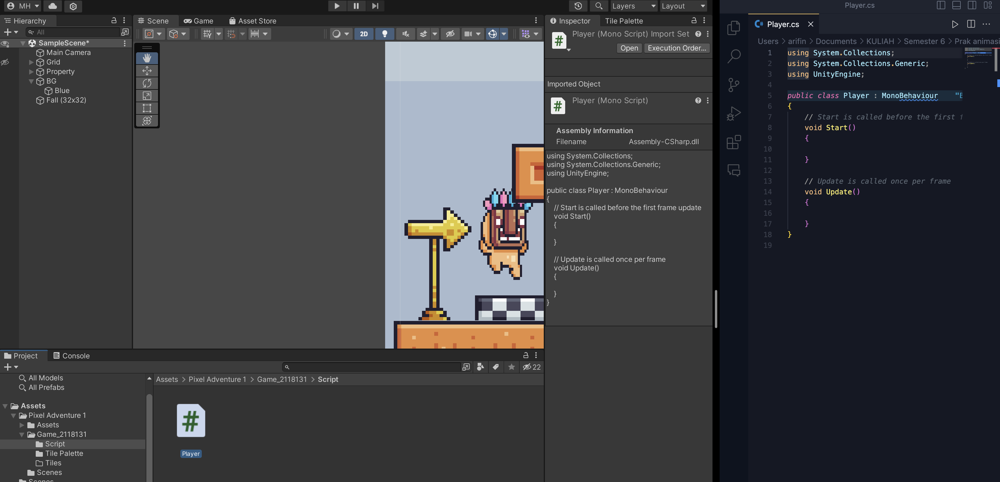 MH
Layers
Layout
Hierarchy
All
SampleScene*
Main Camera
Grid
Property
BG
Blue
Fall (32x32)
Scene
Game
Asset Store
2D
Inspector
Tile Palette
Player (Mono Script) Import Set
Open
Execution Order...
Imported Object
Player (Mono Script)
Assembly Information
Filename
Assembly-CSharp.dll
using System.Collections;
using System.Collections.Generic;
using UnityEngine;
public class Player : MonoBehaviour
{
// Start is called before the first frame update
void Start()
{
}
// Update is called once per frame
void Update()
{
}
}
Project
Console
22
All Models
All Prefabs
Assets
Pixel Adventure 1
Assets
Game_2118131
Script
Tile Palette
Tiles
Scenes
Scenes
Assets > Pixel Adventure 1 > Game_2118131 > Script
Player
Player.cs
Player.cs
Users > arifin > Documents > KULIAH > Semester 6 > Prak animasi
1 using System.Collections;
2 using System.Collections.Generic;
3 using UnityEngine;
4
5 public class Player : MonoBehaviour
6 {
7 // Start is called before the first
8 void Start()
9 {
10
11 }
12
13 // Update is called once per frame
14 void Update()
15 {
16
17 }
18 }
19